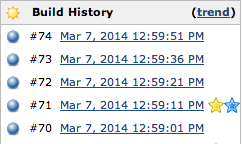 Build History (trend)
#74 Mar 7, 2014 12:59:51 PM
#73 Mar 7, 2014 12:59:36 PM
#72 Mar 7, 2014 12:59:21 PM
#71 Mar 7, 2014 12:59:11 PM
#70 Mar 7, 2014 12:59:01 PM